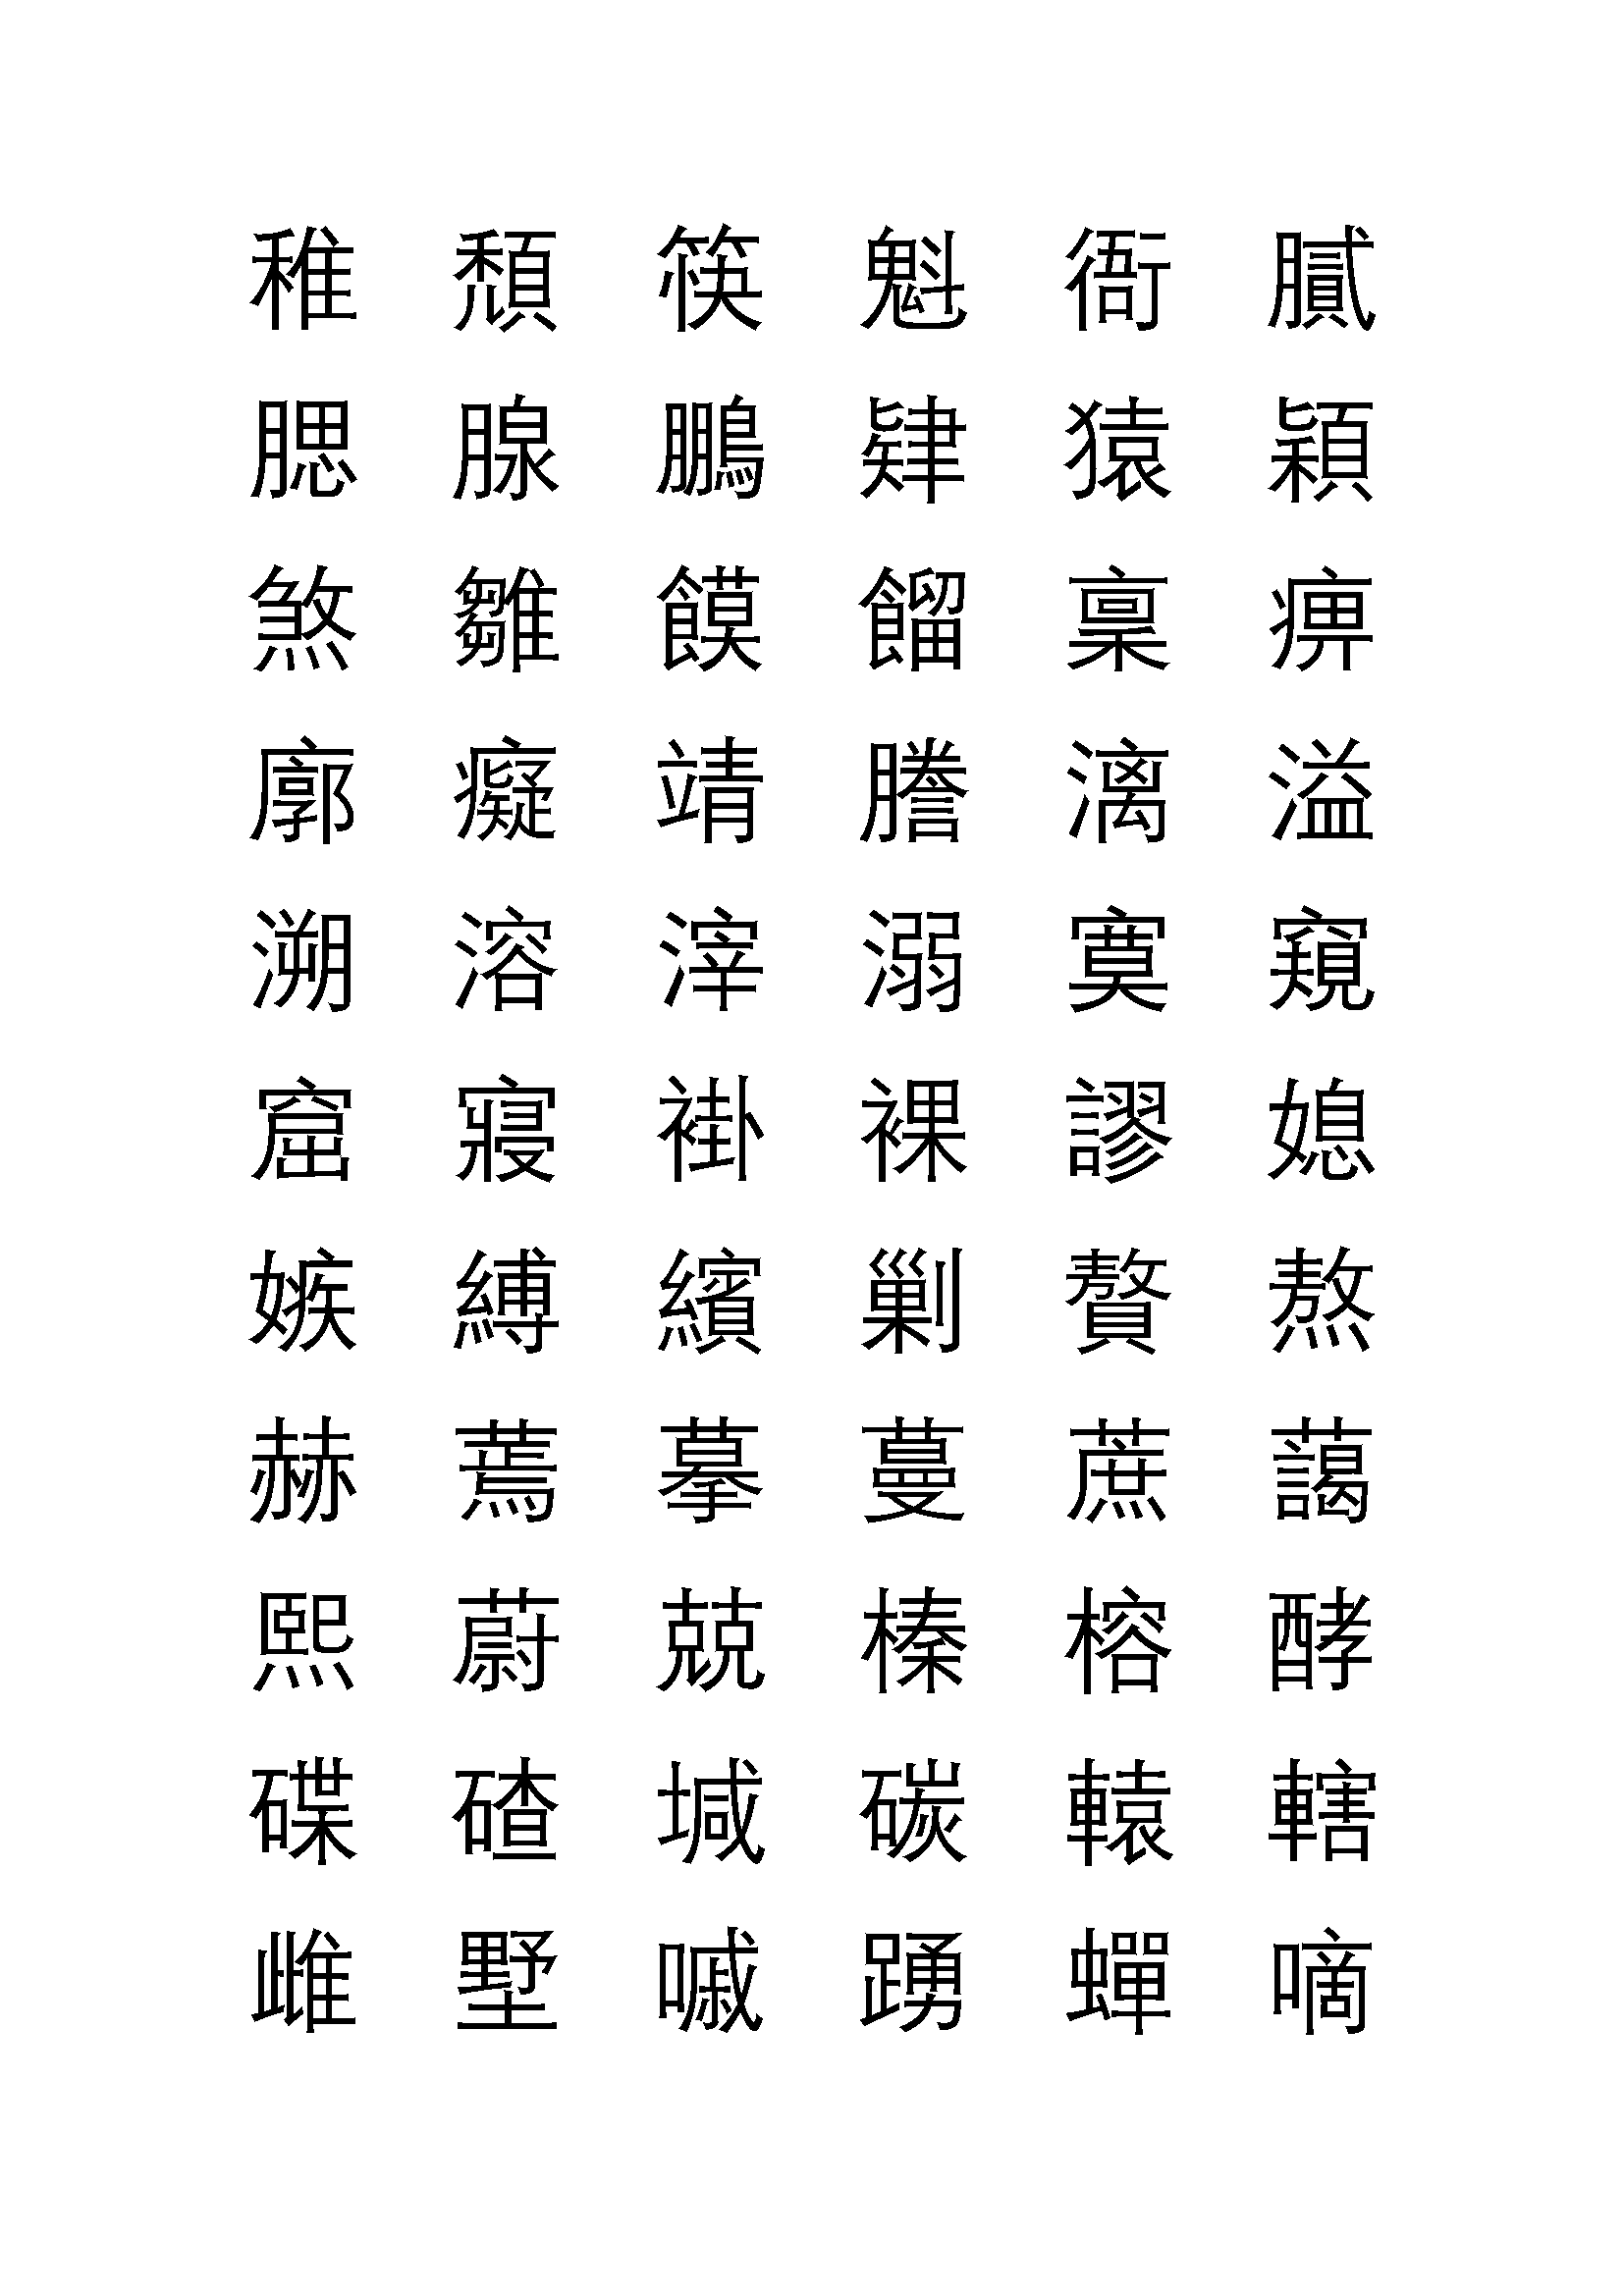 稚 頹 筷 魁 衙 膩
腮 腺 鵬 肄 猿 穎
煞 雛 饃 餾 稟 痹
廓 癡 靖 謄 漓 溢
溯 溶 滓 溺 寞 窺
窟 寢 褂 裸 謬 媳
嫉 縛 繽 剿 贅 熬
赫 蔫 摹 蔓 蔗 藹
熙 蔚 兢 榛 榕 酵
碟 碴 堿 碳 轅 轄
雌 墅 嘁 踴 蟬 嘀